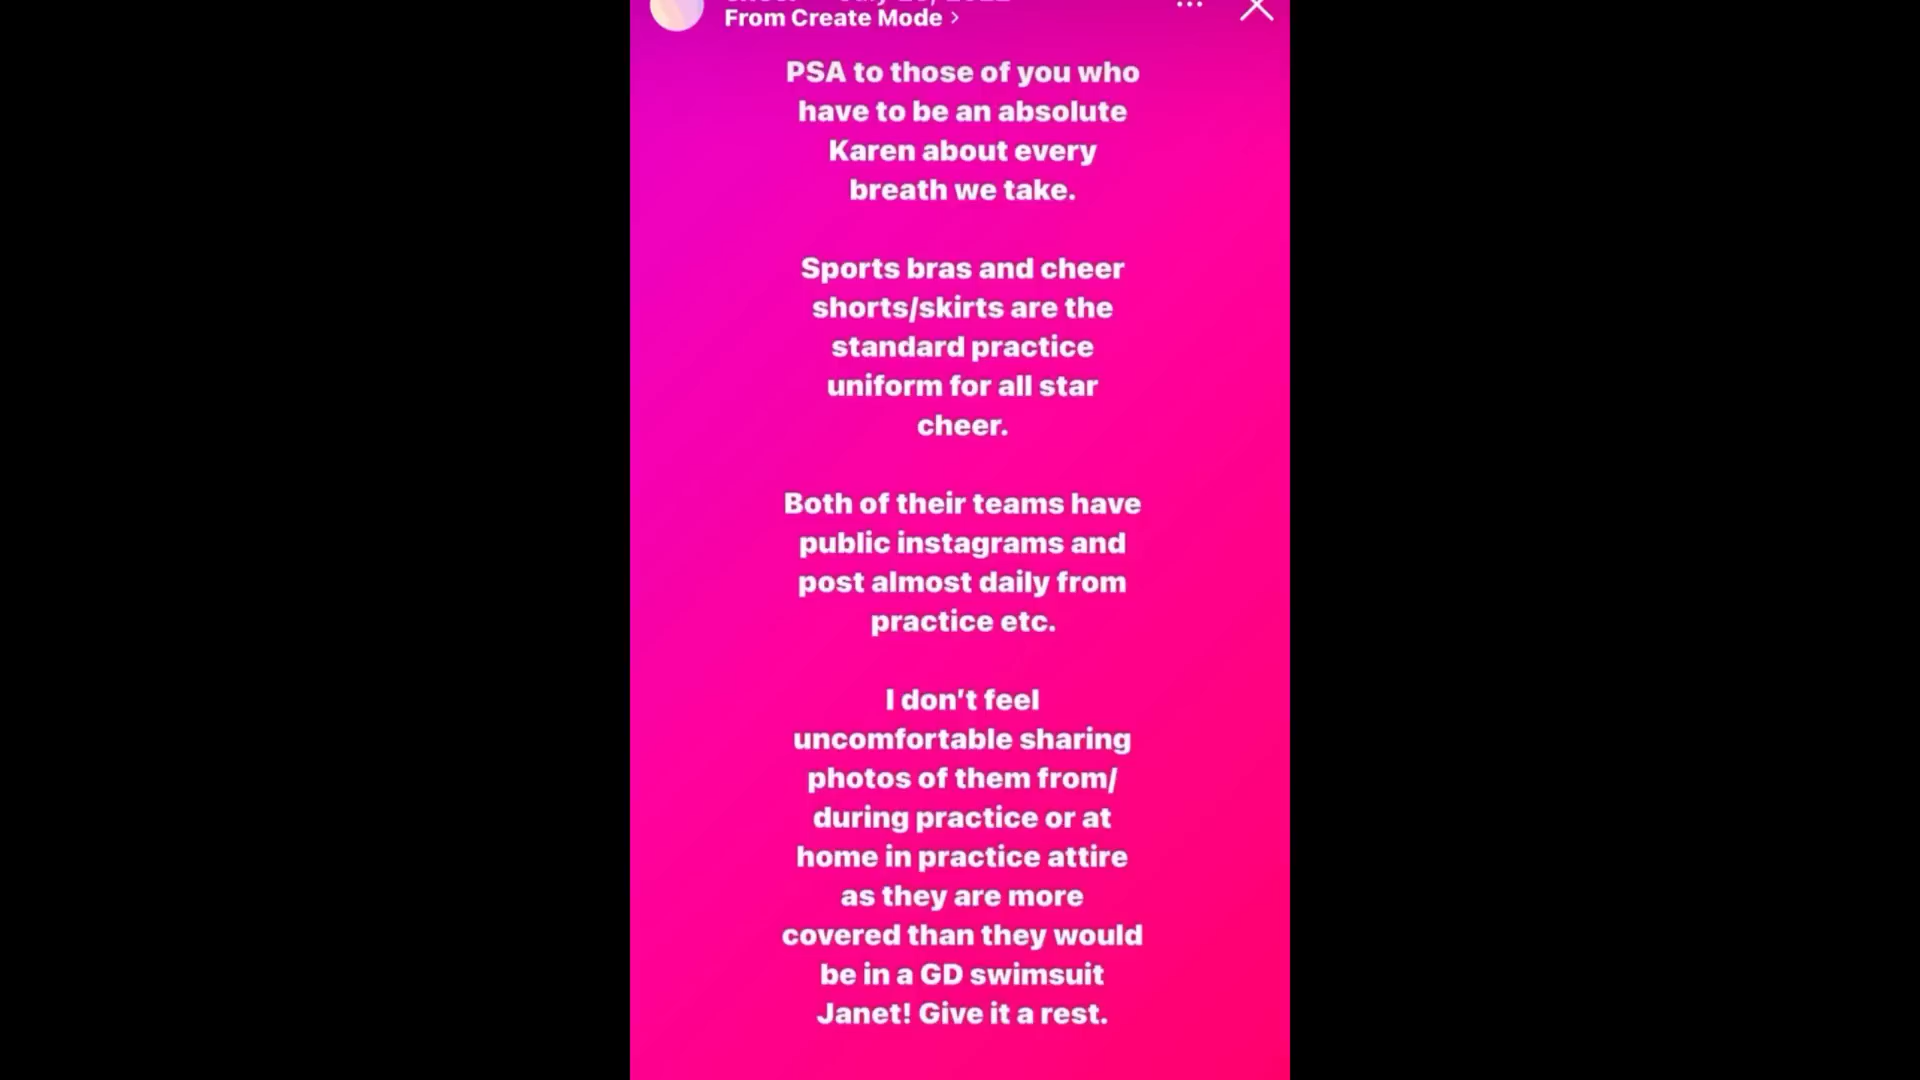 From Create Mode >
PSA to those of you who
have to be an absolute
Karen about every
breath we take.
Sports bras and cheer
shorts/skirts are the
standard practice
uniform for all star
cheer.
Both of their teams have
public instagrams and
post almost daily from
practice etc.
I don't feel
uncomfortable sharing
photos of them from/
during practice or at
home in practice attire
as they are more
covered than they would
be in a GD swimsuit
Janet! Give it a rest.